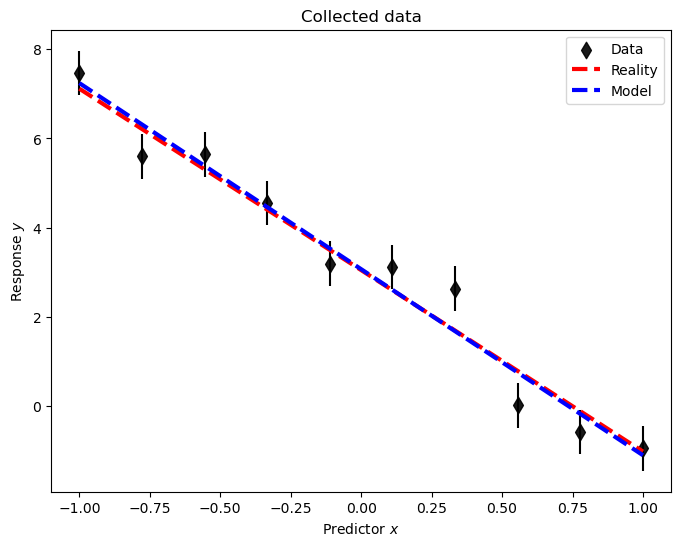 Collected data
Data
Reality
Model
8
6
4
2
0
Response y
−1.00 −0.75 −0.50 −0.25 0.00 0.25 0.50 0.75 1.00
Predictor x